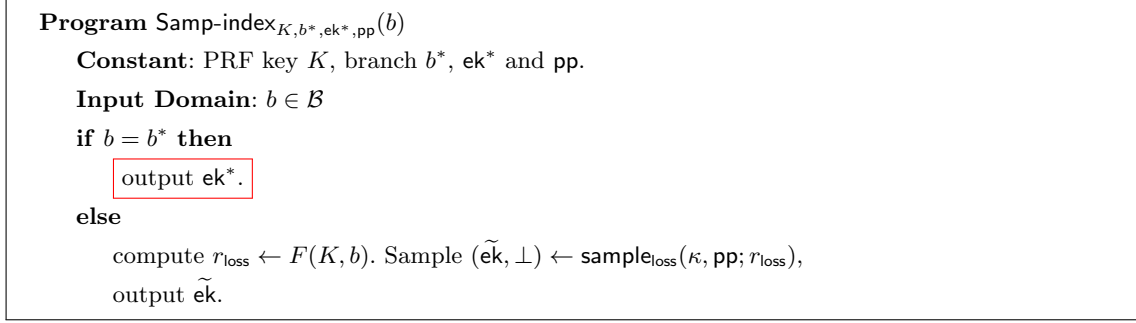 Program Samp-index_{K,b*,ek*,pp}(b)
Constant: PRF key K, branch b*, ek* and pp.
Input Domain: b ∈ ℬ
if b = b* then
output ek*.
else
compute r_loss ← F(K, b). Sample (ẽk, ⊥) ← sample_loss(κ, pp; r_loss),
output ẽk.